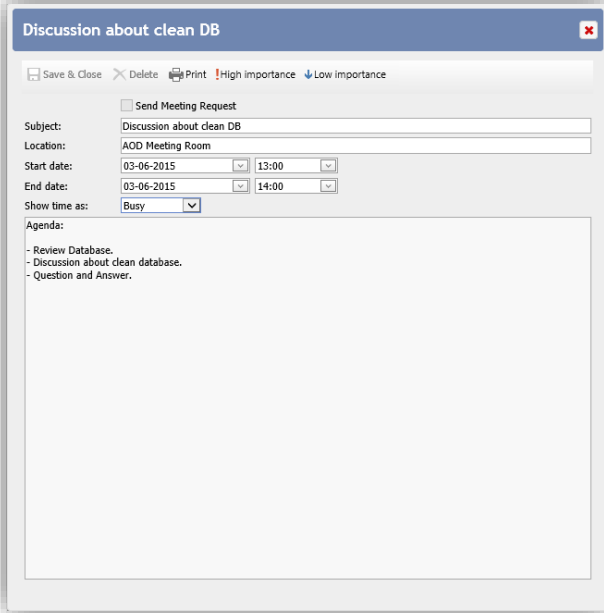 Discussion about clean DB
Save & Close Delete Print !High importance Low importance
Send Meeting Request
Subject: Discussion about clean DB
Location: AOD Meeting Room
Start date: 03-06-2015 13:00
End date: 03-06-2015 14:00
Show time as: Busy
Agenda:
- Review Database.
- Discussion about clean database.
- Question and Answer.